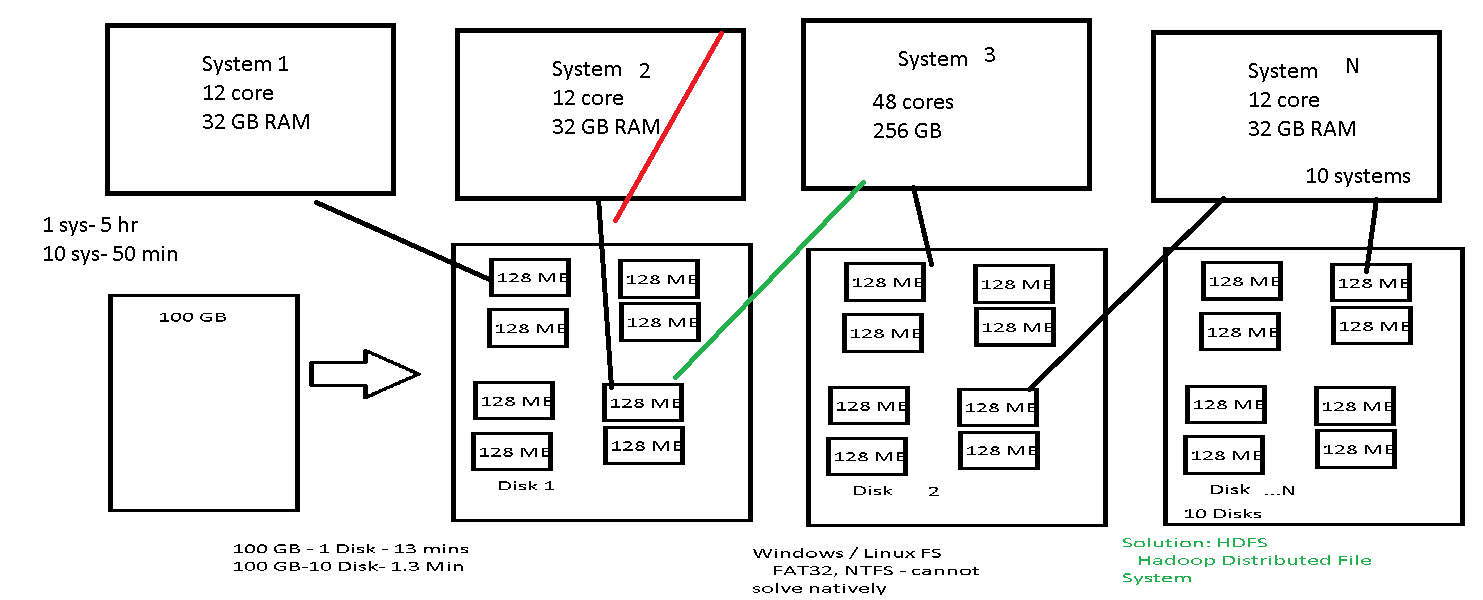 System 1
12 core
32 GB RAM
System 2
12 core
32 GB RAM
System 3
48 cores
256 GB
System N
12 core
32 GB RAM
10 systems
1 sys- 5 hr
10 sys- 50 min
100 GB
128 MB
128 MB
128 MB
128 MB
128 MB
128 MB
128 MB
128 MB
Disk 1
128 MB
128 MB
128 MB
128 MB
128 MB
128 MB
128 MB
128 MB
Disk 2
128 MB
128 MB
128 MB
128 MB
128 MB
128 MB
128 MB
128 MB
Disk ...N
10 Disks
100 GB - 1 Disk - 13 mins
100 GB-10 Disk- 1.3 Min
Windows / Linux FS
FAT32, NTFS - cannot
solve natively
Solution: HDFS
Hadoop Distributed File
System